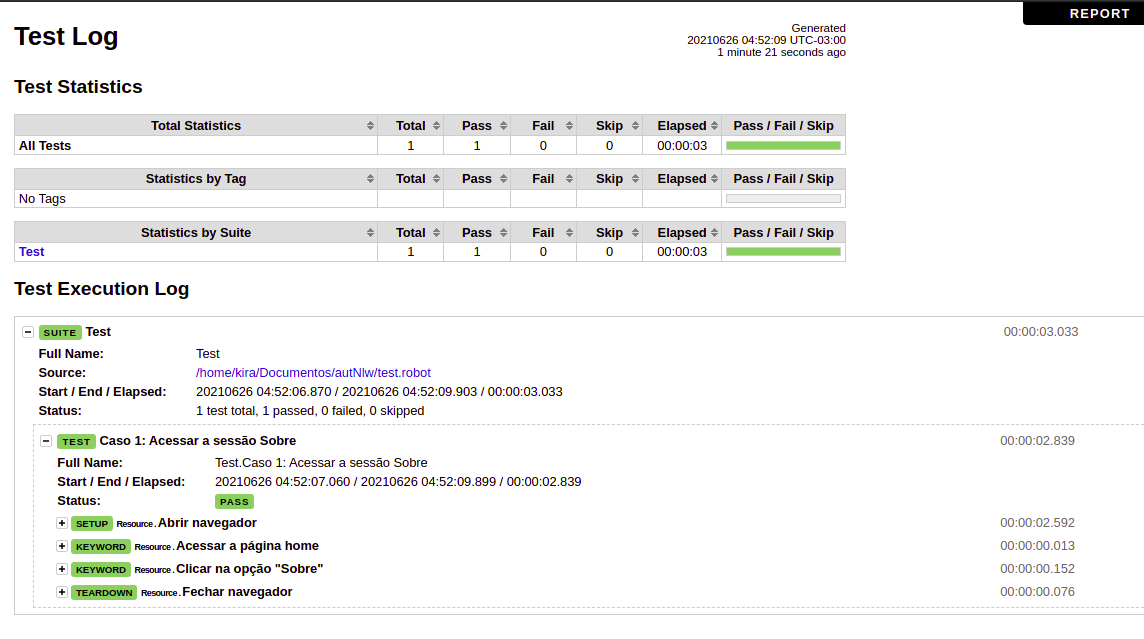 REPORT
Test Log
Generated
20210626 04:52:09 UTC-03:00
1 minute 21 seconds ago
Test Statistics
Total Statistics Total Pass Fail Skip Elapsed Pass / Fail / Skip
All Tests 1 1 0 0 00:00:03
Statistics by Tag Total Pass Fail Skip Elapsed Pass / Fail / Skip
No Tags
Statistics by Suite Total Pass Fail Skip Elapsed Pass / Fail / Skip
Test 1 1 0 0 00:00:03
Test Execution Log
SUITE Test 00:00:03.033
Full Name: Test
Source: /home/kira/Documentos/autNlw/test.robot
Start / End / Elapsed: 20210626 04:52:06.870 / 20210626 04:52:09.903 / 00:00:03.033
Status: 1 test total, 1 passed, 0 failed, 0 skipped
TEST Caso 1: Acessar a sessão Sobre 00:00:02.839
Full Name: Test.Caso 1: Acessar a sessão Sobre
Start / End / Elapsed: 20210626 04:52:07.060 / 20210626 04:52:09.899 / 00:00:02.839
Status: PASS
SETUP Resource.Abrir navegador 00:00:02.592
KEYWORD Resource.Acessar a página home 00:00:00.013
KEYWORD Resource.Clicar na opção "Sobre" 00:00:00.152
TEARDOWN Resource.Fechar navegador 00:00:00.076